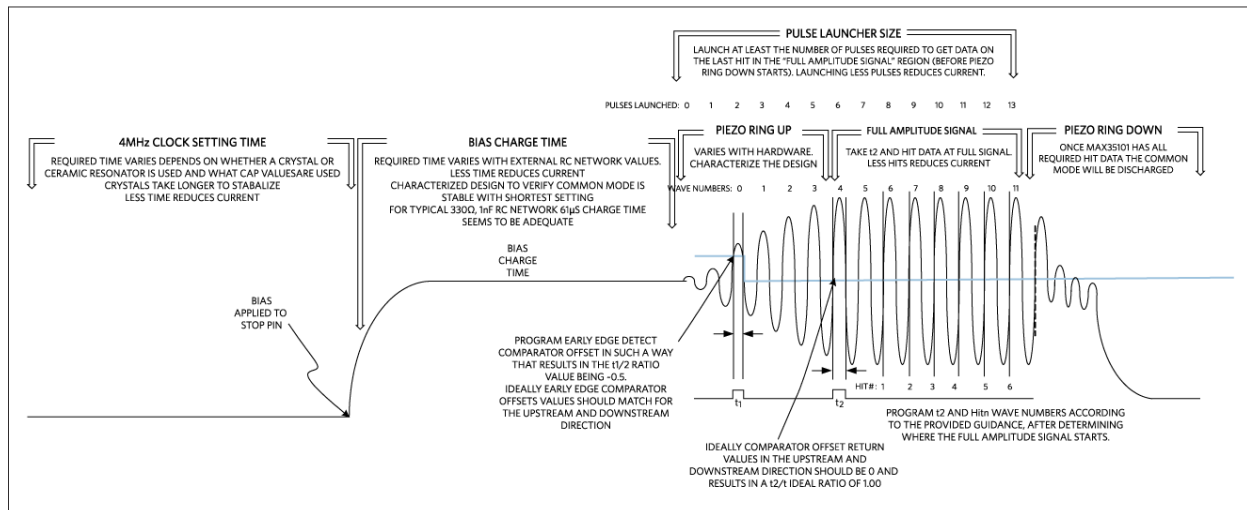 PULSE LAUNCHER SIZE
LAUNCH AT LEAST THE NUMBER OF PULSES REQUIRED TO GET DATA ON
THE LAST HIT IN THE “FULL AMPLITUDE SIGNAL” REGION (BEFORE PIEZO
RING DOWN STARTS). LAUNCHING LESS PULSES REDUCES CURRENT.
PULSES LAUNCHED: 0 1 2 3 4 5 6 7 8 9 10 11 12 13
4MHz CLOCK SETTING TIME
REQUIRED TIME VARIES DEPENDS ON WHETHER A CRYSTAL OR
CERAMIC RESONATOR IS USED AND WHAT CAP VALUESARE USED
CRYSTALS TAKE LONGER TO STABALIZE
LESS TIME REDUCES CURRENT
BIAS CHARGE TIME
REQUIRED TIME VARIES WITH EXTERNAL RC NETWORK VALUES.
LESS TIME REDUCES CURRENT
CHARACTERIZED DESIGN TO VERIFY COMMON MODE IS
STABLE WITH SHORTEST SETTING
FOR TYPICAL 330Ω, 1nF RC NETWORK 61µS CHARGE TIME
SEEMS TO BE ADEQUATE
PIEZO RING UP
VARIES WITH HARDWARE.
CHARACTERIZE THE DESIGN
FULL AMPLITUDE SIGNAL
TAKE t2 AND HIT DATA AT FULL SIGNAL.
LESS HITS REDUCES CURRENT
PIEZO RING DOWN
ONCE MAX35101 HAS ALL
REQUIRED HIT DATA THE COMMON
MODE WILL BE DISCHARGED
WAVE NUMBERS: 0 1 2 3 4 5 6 7 8 9 10 11
BIAS
CHARGE
TIME
BIAS
APPLIED TO
STOP PIN
PROGRAM EARLY EDGE DETECT
COMPARATOR OFFSET IN SUCH A WAY
THAT RESULTS IN THE t1/2 RATIO
VALUE BEING ~0.5.
IDEALLY EARLY EDGE COMPARATOR
OFFSETS VALUES SHOULD MATCH FOR
THE UPSTREAM AND DOWNSTREAM
DIRECTION
HIT#: 1 2 3 4 5 6
t1
t2
PROGRAM t2 AND Hitn WAVE NUMBERS ACCORDING
TO THE PROVIDED GUIDANCE, AFTER DETERMINING
WHERE THE FULL AMPLITUDE SIGNAL STARTS.
IDEALLY COMPARATOR OFFSET RETURN
VALUES IN THE UPSTREAM AND
DOWNSTREAM DIRECTION SHOULD BE 0 AND
RESULTS IN A t2/t IDEAL RATIO OF 1.00